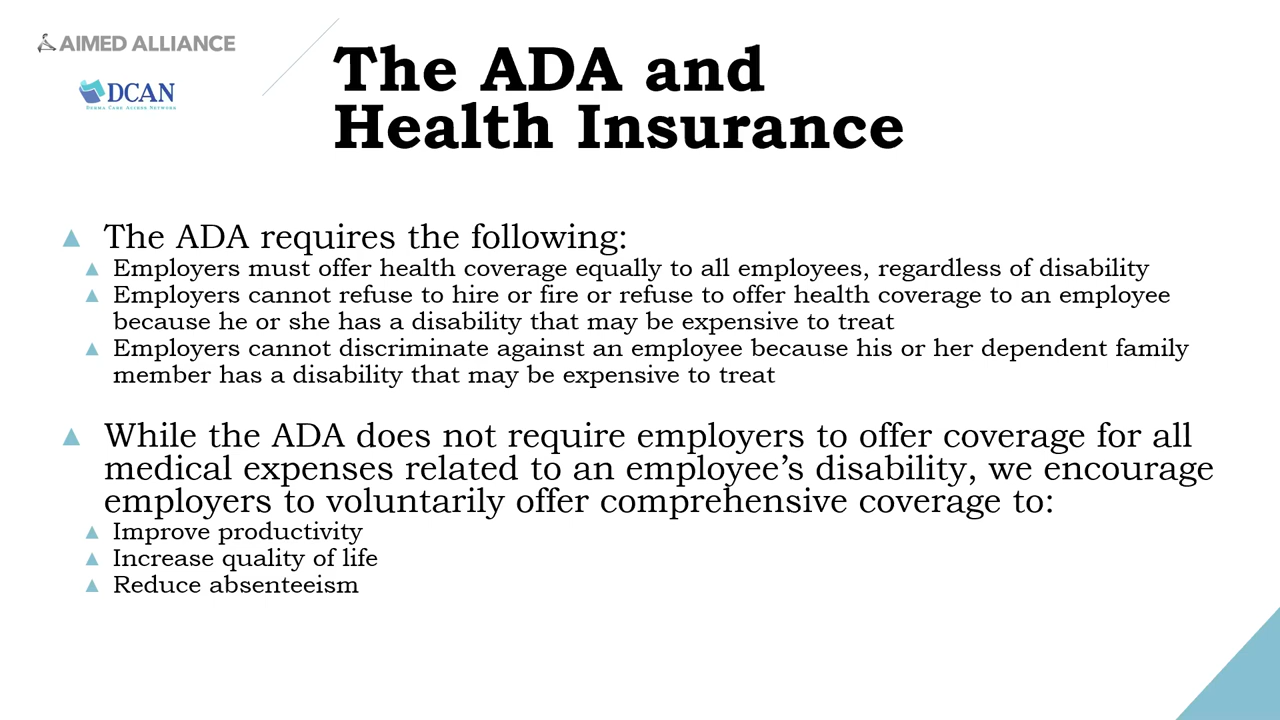 AIMED ALLIANCE
DCAN
Derma Care Access Network
The ADA and
Health Insurance
The ADA requires the following:
Employers must offer health coverage equally to all employees, regardless of disability
Employers cannot refuse to hire or fire or refuse to offer health coverage to an employee
because he or she has a disability that may be expensive to treat
Employers cannot discriminate against an employee because his or her dependent family
member has a disability that may be expensive to treat
While the ADA does not require employers to offer coverage for all
medical expenses related to an employee’s disability, we encourage
employers to voluntarily offer comprehensive coverage to:
Improve productivity
Increase quality of life
Reduce absenteeism